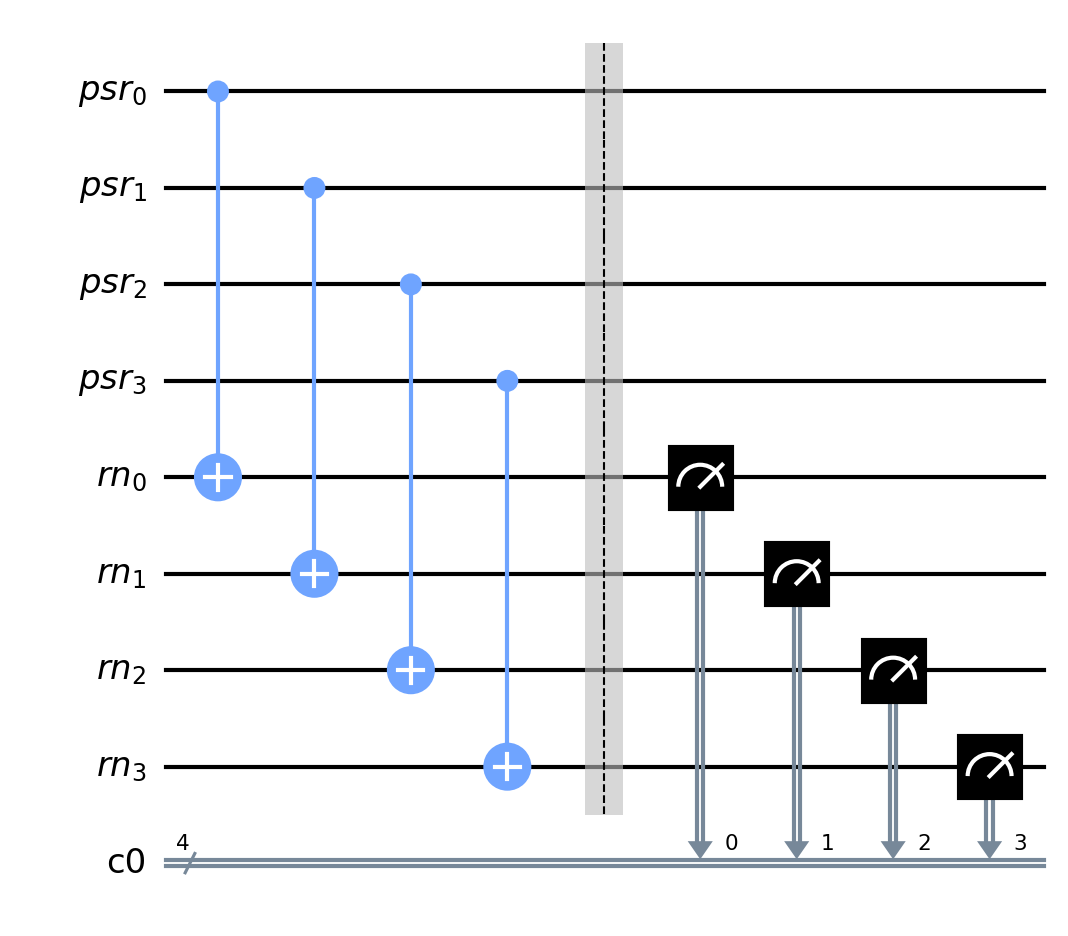 psr₀
psr₁
psr₂
psr₃
rn₀
rn₁
rn₂
rn₃
4 0 1 2 3
c0